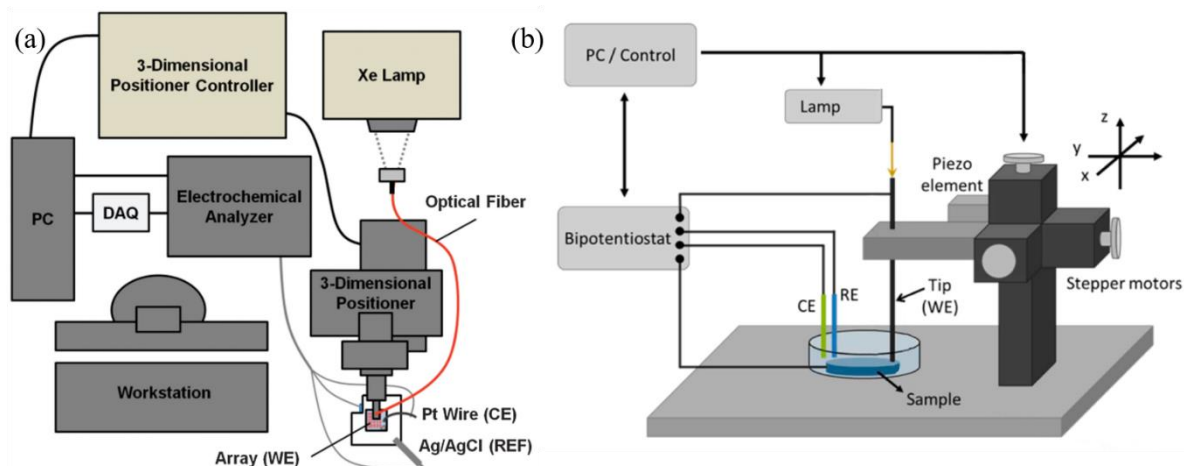 (a)
3-Dimensional
Positioner Controller
Xe Lamp
PC
DAQ
Electrochemical
Analyzer
Optical Fiber
3-Dimensional
Positioner
Workstation
Pt Wire (CE)
Ag/AgCl (REF)
Array (WE)
(b)
PC / Control
Lamp
z
y
x
Piezo
element
Bipotentiostat
Stepper motors
Tip
(WE)
CE
RE
Sample